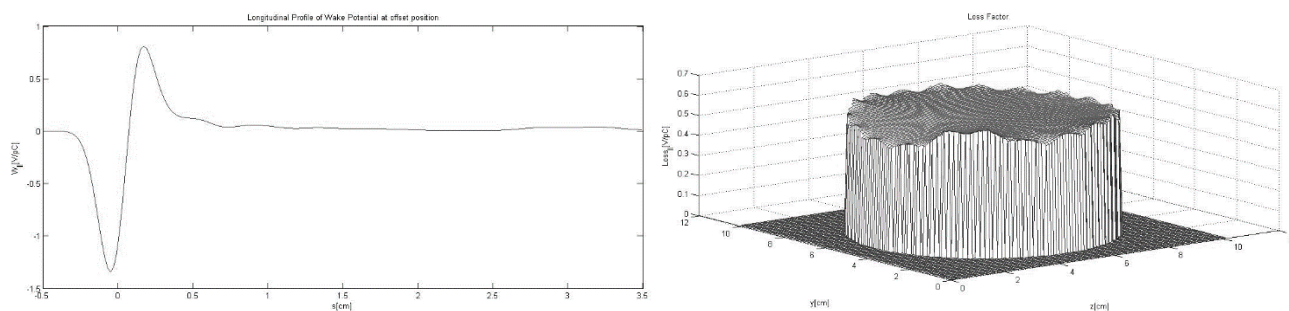 Longitudinal Profile of Wake Potential at offset position
1
0.5
0
-0.5
-1
-1.5
W||[V/pC]
-0.5 0 0.5 1 1.5 2 2.5 3 3.5
s[cm]
Loss Factor
0.7
0.6
0.5
0.4
0.3
0.2
0.1
0
Loss||[V/pC]
12 10 8 6 4 2 0
y[cm]
0 2 4 6 8 10
z[cm]